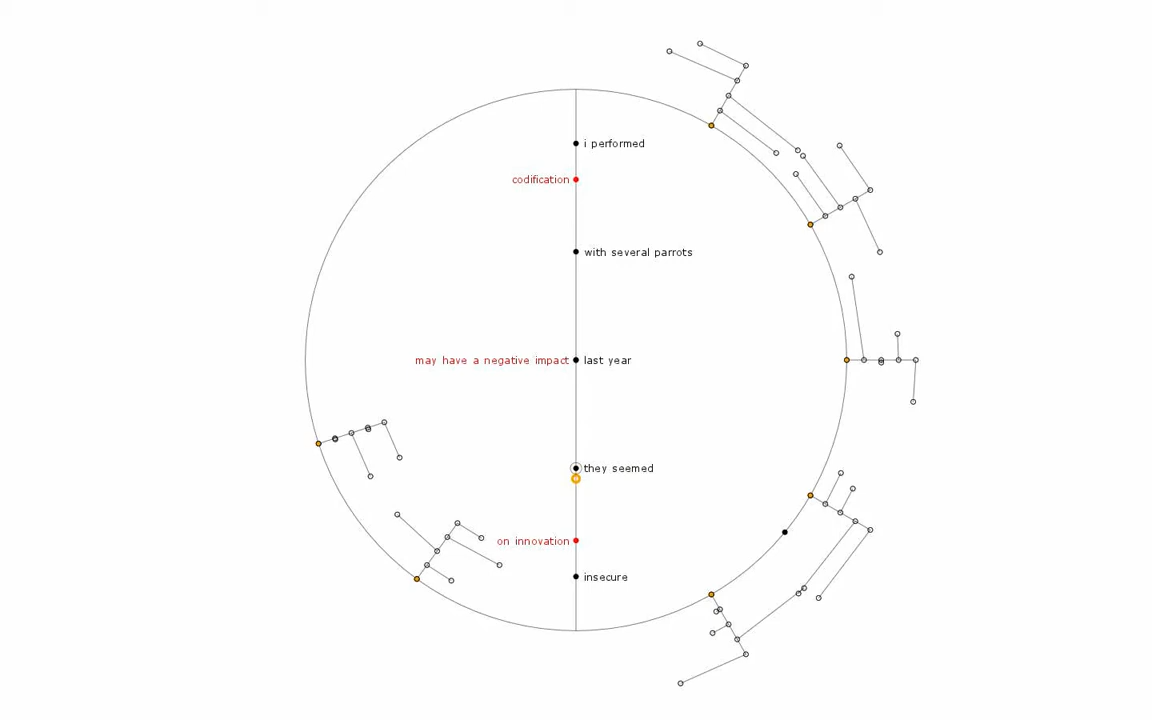 i performed
codification
with several parrots
may have a negative impact
last year
they seemed
on innovation
insecure